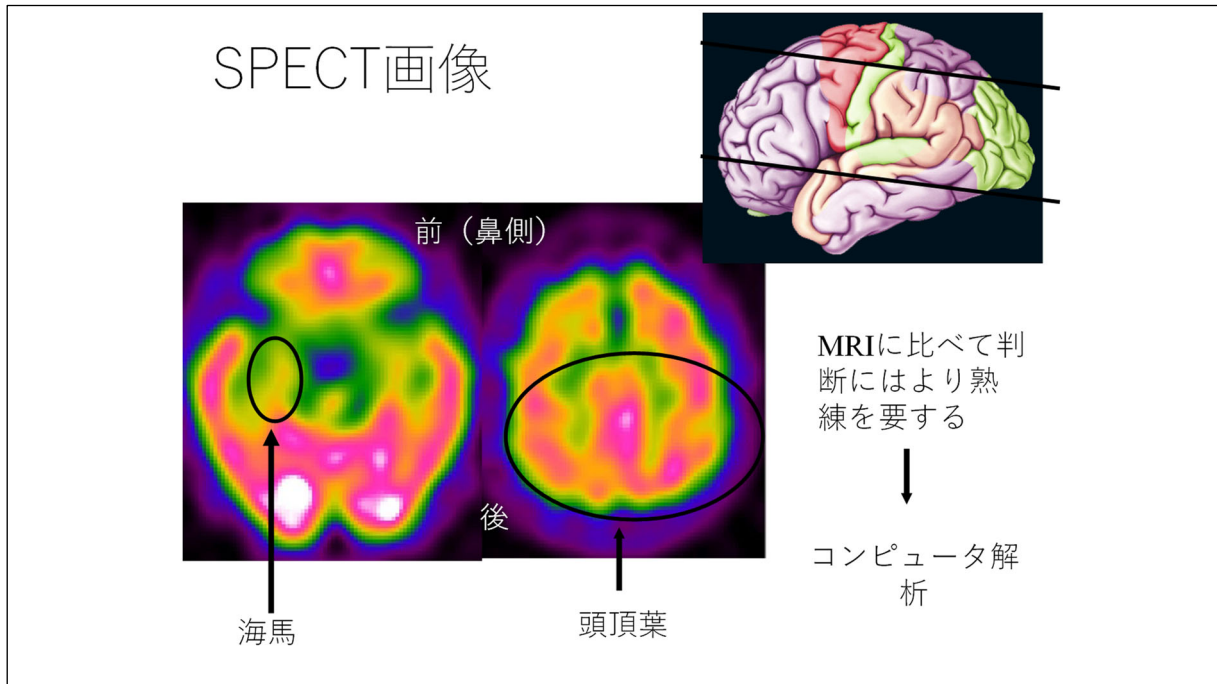 SPECT画像
前（鼻側）
MRIに比べて判
断にはより熟
練を要する
後
コンピュータ解
析
海馬
頭頂葉